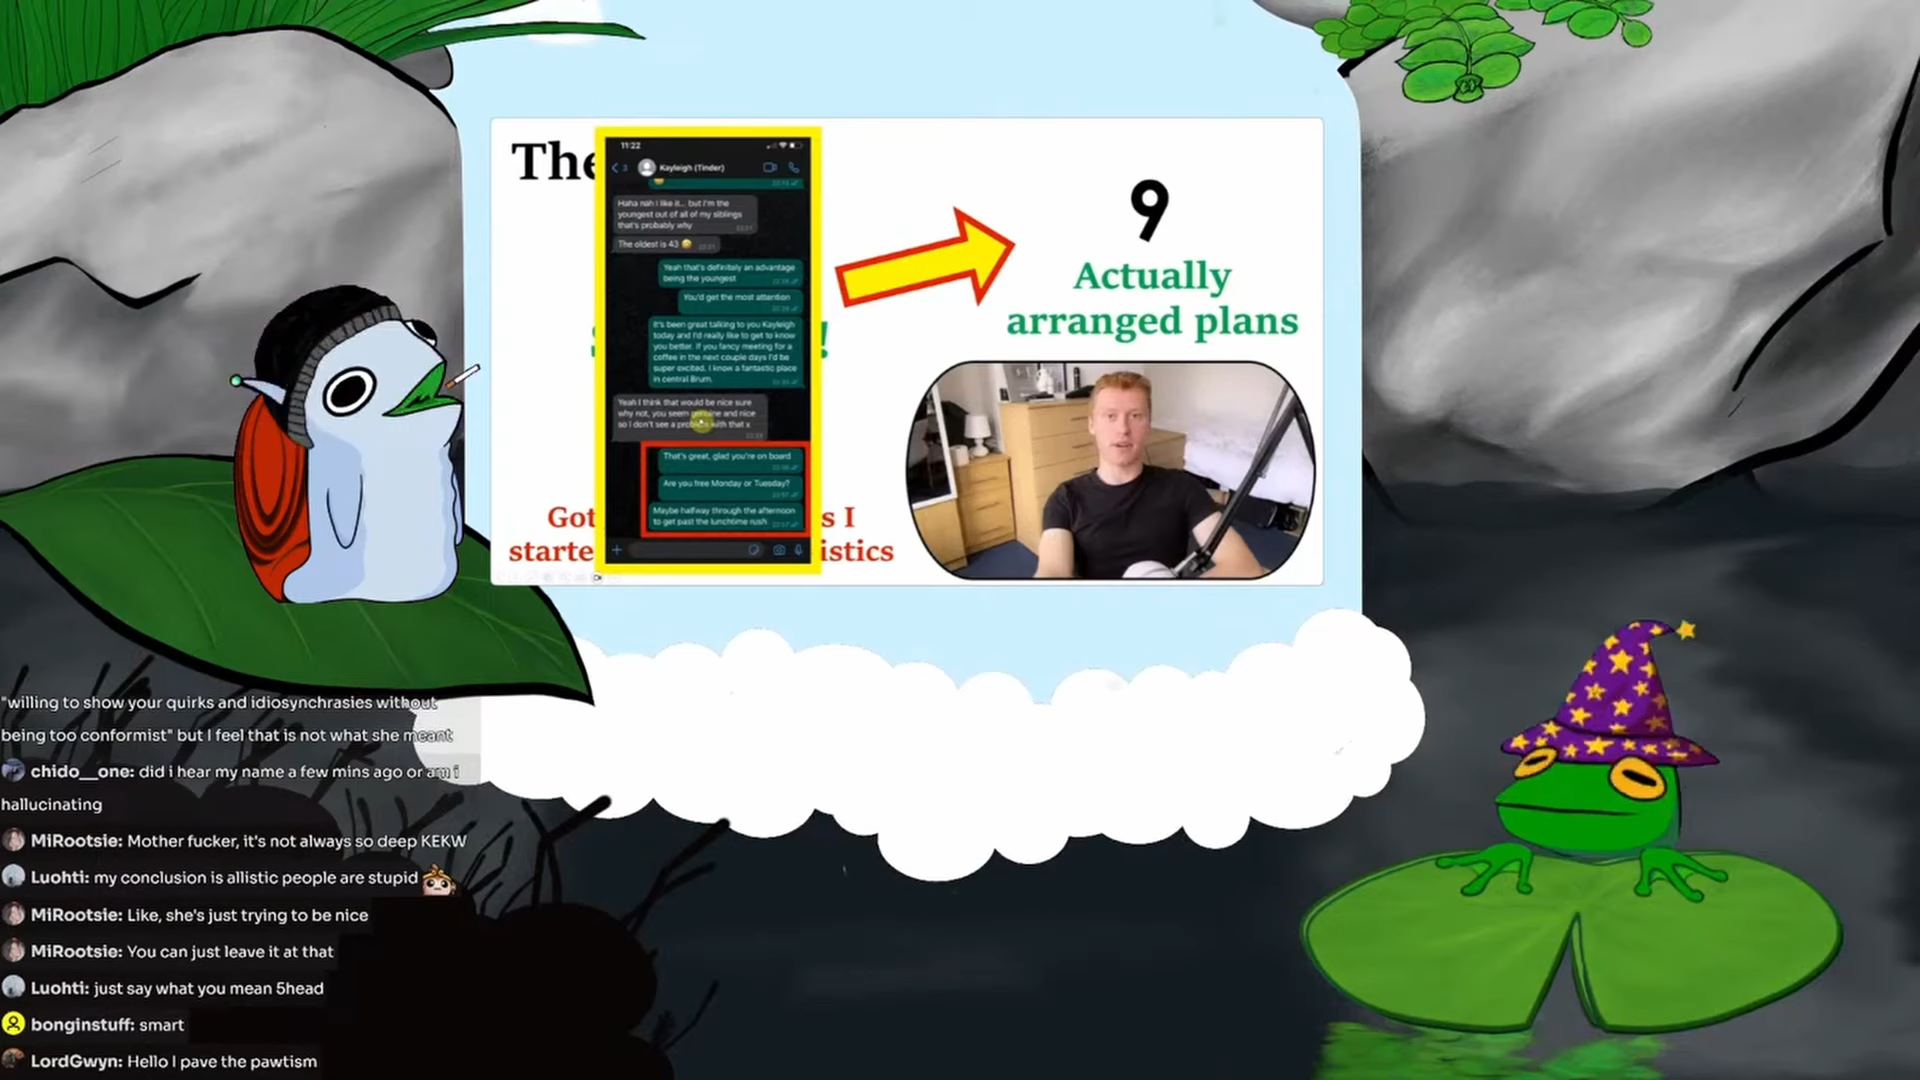 The
11:22
3
Kayleigh (Tinder)
Haha nah I like it... but I'm the
youngest out of all of my siblings
that's probably why
22:21
The oldest is 43
22:21
Yeah that's definitely an advantage
being the youngest
You'd get the most attention
It's been great talking to you Kayleigh
today and I'd really like to get to know
you better. If you fancy meeting for a
coffee in the next couple days I'd be
super excited. I know a fantastic place
in central Brum.
Yeah I think that would be nice sure
why not, you seem genuine and nice
so I don't see a problem with that x
That's great, glad you're on board
Are you free Monday or Tuesday?
Maybe halfway through the afternoon
to get past the lunchtime rush
!
Got
s I
starte
istics
9
Actually
arranged plans
"willing to show your quirks and idiosynchrasies without
being too conformist" but I feel that is not what she meant
chido__one: did i hear my name a few mins ago or am i
hallucinating
MiRootsie: Mother fucker, it's not always so deep KEKW
Luohti: my conclusion is allistic people are stupid
MiRootsie: Like, she's just trying to be nice
MiRootsie: You can just leave it at that
Luohti: just say what you mean 5head
bonginstuff: smart
LordGwyn: Hello I pave the pawtism